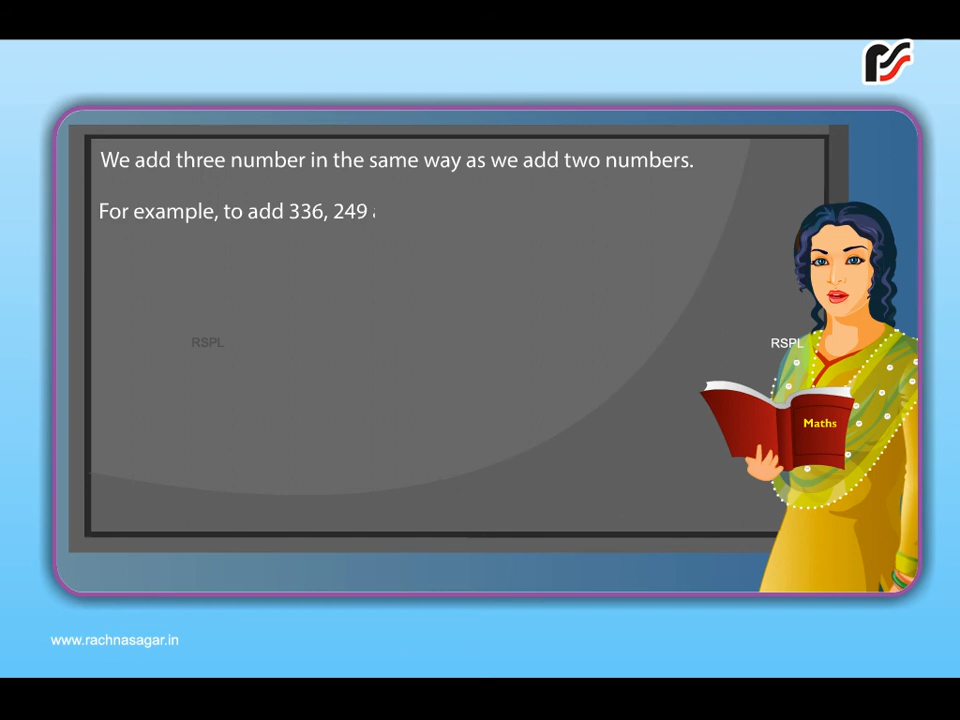 We add three number in the same way as we add two numbers.
For example, to add 336, 249
RSPL
RSPL
Maths
www.rachnasagar.in